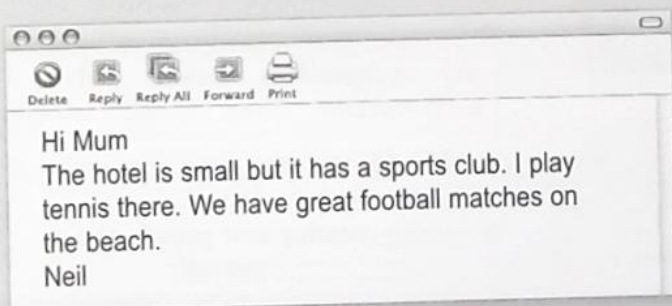 Delete Reply Reply All Forward Print
Hi Mum
The hotel is small but it has a sports club. I play
tennis there. We have great football matches on
the beach.
Neil